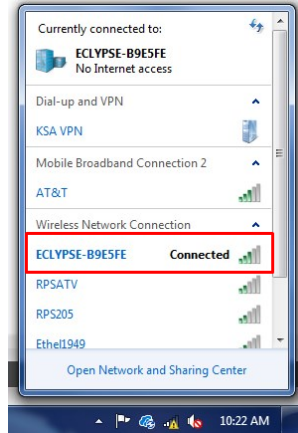 Currently connected to:
ECLYPSE-B9E5FE
No Internet access
Dial-up and VPN
KSA VPN
Mobile Broadband Connection 2
AT&T
Wireless Network Connection
ECLYPSE-B9E5FE Connected
RPSATV
RPS205
Ethel1949
Open Network and Sharing Center
10:22 AM